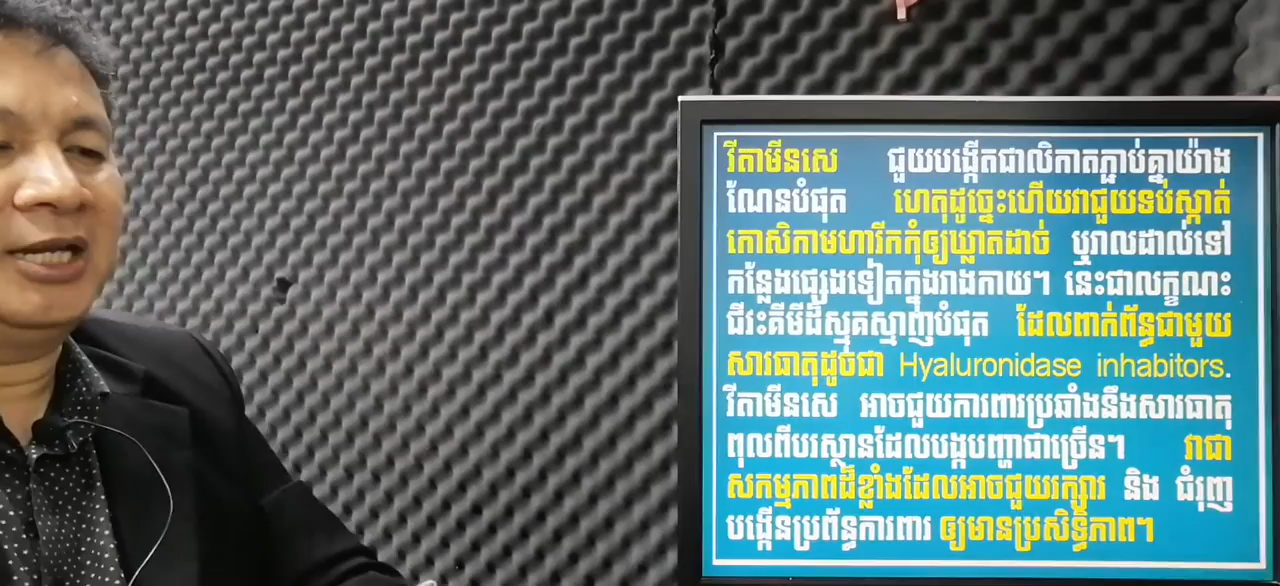 វីតាមីនសេ ជួយបង្កើតជាលិកាតភ្ជាប់គ្នាយ៉ាង
ណែនបំផុត ហេតុដូច្នេះហើយវាជួយទប់ស្កាត់
កោសិកាមហារីកកុំឲ្យឃ្លាតដាច់ ឬរាលដាល់ទៅ
កន្លែងផ្សេងទៀតក្នុងរាងកាយ។ នេះជាលក្ខណះ
ជីវះគីមីដ៏ស្មុគស្មាញបំផុត ដែលពាក់ព័ន្ធជាមួយ
សារធាតុដូចជា Hyaluronidase inhabitors.
វីតាមីនសេ អាចជួយការពារប្រឆាំងនឹងសារធាតុ
ពុលពីបរស្ថានដែលបង្កបញ្ហាជាច្រើន។ វាជា
សកម្មភាពដ៏ខ្លាំងដែលអាចជួយរក្សារ និង ជំរុញ
បង្កើនប្រព័ន្ធការពារ ឲ្យមានប្រសិទ្ធិភាព។